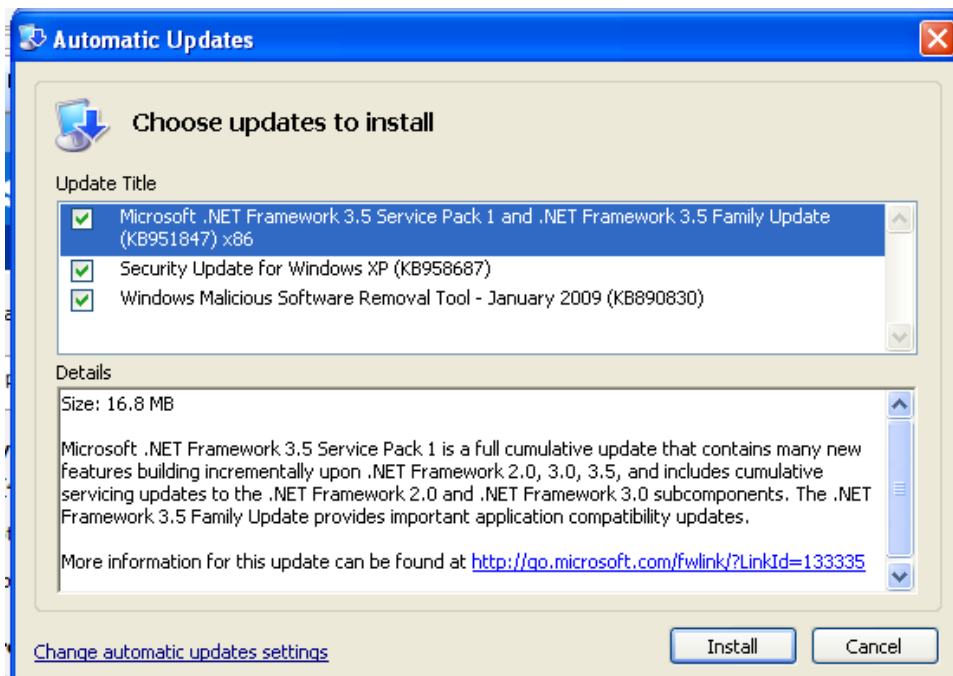 Automatic Updates
Choose updates to install
Update Title
Microsoft .NET Framework 3.5 Service Pack 1 and .NET Framework 3.5 Family Update
(KB951847) x86
Security Update for Windows XP (KB958687)
Windows Malicious Software Removal Tool - January 2009 (KB890830)
Details
Size: 16.8 MB
Microsoft .NET Framework 3.5 Service Pack 1 is a full cumulative update that contains many new
features building incrementally upon .NET Framework 2.0, 3.0, 3.5, and includes cumulative
servicing updates to the .NET Framework 2.0 and .NET Framework 3.0 subcomponents. The .NET
Framework 3.5 Family Update provides important application compatibility updates.
More information for this update can be found at http://go.microsoft.com/fwlink/?LinkId=133335
Change automatic updates settings
Install
Cancel